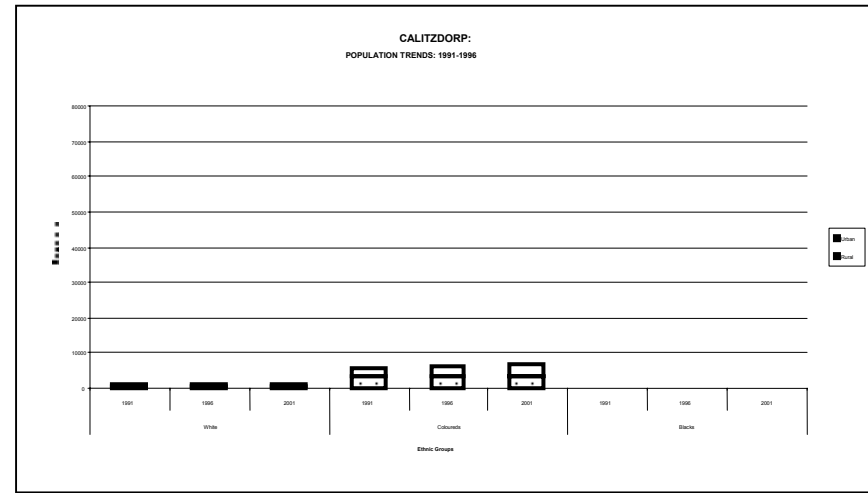 CALITZDORP:
POPULATION TRENDS: 1991-1996
80000
70000
60000
50000
40000
30000
20000
10000
0
1991 1996 2001 1991 1996 2001 1991 1996 2001
White Coloureds Blacks
Ethnic Groups
Urban
Rural